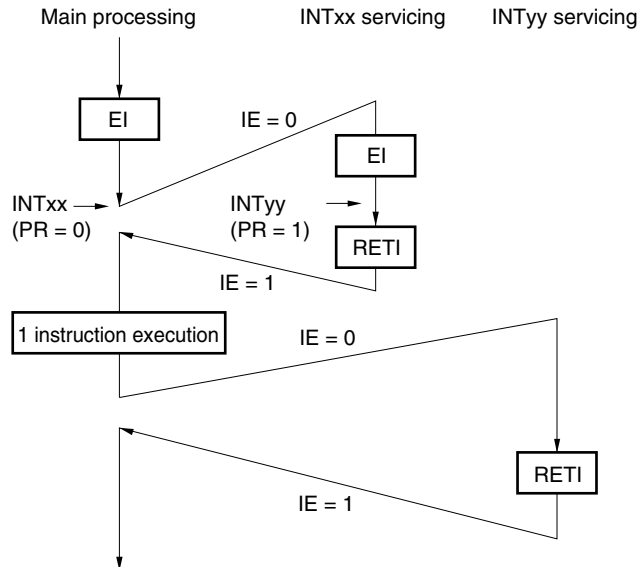 Main processing
INTxx servicing
INTyy servicing
EI
IE = 0
EI
INTxx
(PR = 0)
INTyy
(PR = 1)
RETI
IE = 1
1 instruction execution
IE = 0
RETI
IE = 1